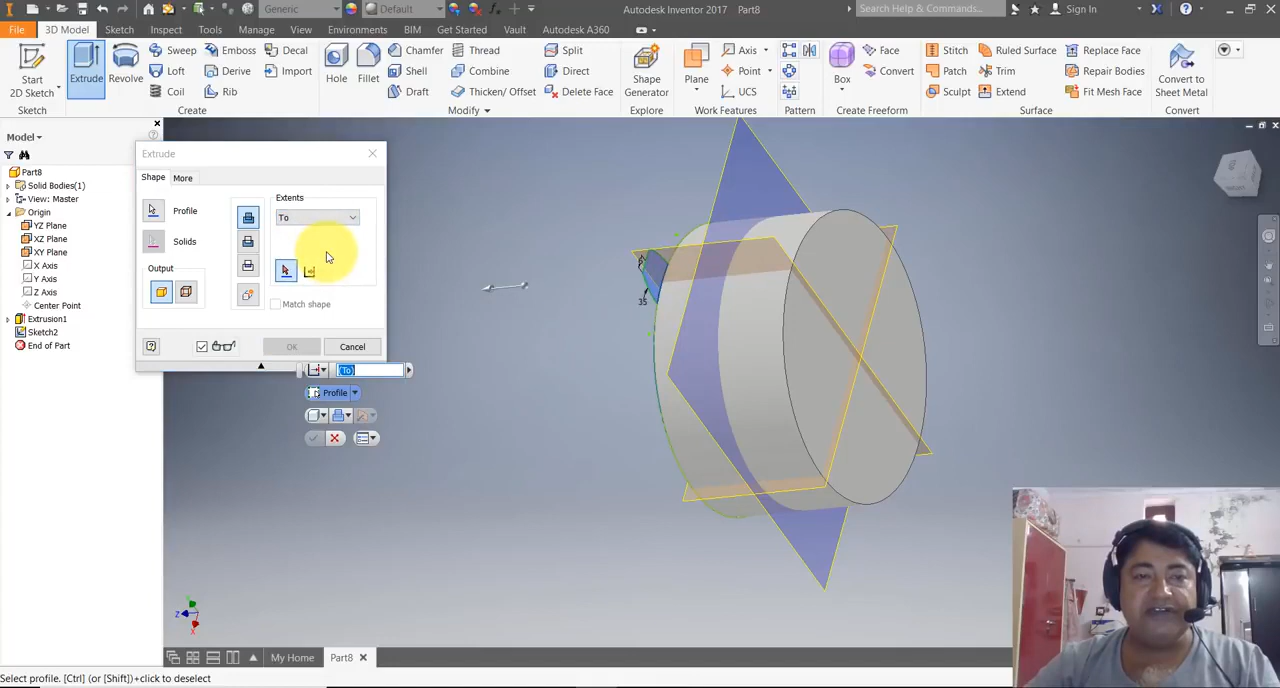 Generic
Default
Autodesk Inventor 2017 Part8
Search Help & Commands...
Sign In
File
3D Model
Sketch
Inspect
Tools
Manage
View
Environments
BIM
Get Started
Vault
Autodesk A360
Start
2D Sketch
Extrude
Revolve
Sweep
Emboss
Decal
Loft
Derive
Import
Coil
Rib
Hole
Fillet
Chamfer
Thread
Split
Shell
Combine
Direct
Draft
Thicken/ Offset
Delete Face
Shape
Generator
Plane
Axis
Point
UCS
Box
Face
Convert
Stitch
Ruled Surface
Replace Face
Patch
Trim
Repair Bodies
Sculpt
Extend
Fit Mesh Face
Convert to
Sheet Metal
Sketch
Create
Modify
Explore
Work Features
Pattern
Create Freeform
Surface
Convert
Model
Part8
Solid Bodies(1)
View: Master
Origin
YZ Plane
XZ Plane
XY Plane
X Axis
Y Axis
Z Axis
Center Point
Extrusion1
Sketch2
End of Part
Extrude
Shape
More
Profile
Solids
Output
Extents
To
Match shape
OK
Cancel
(To)
Profile
35
Z
X
My Home
Part8
Select profile. [Ctrl] (or [Shift])+click to deselect